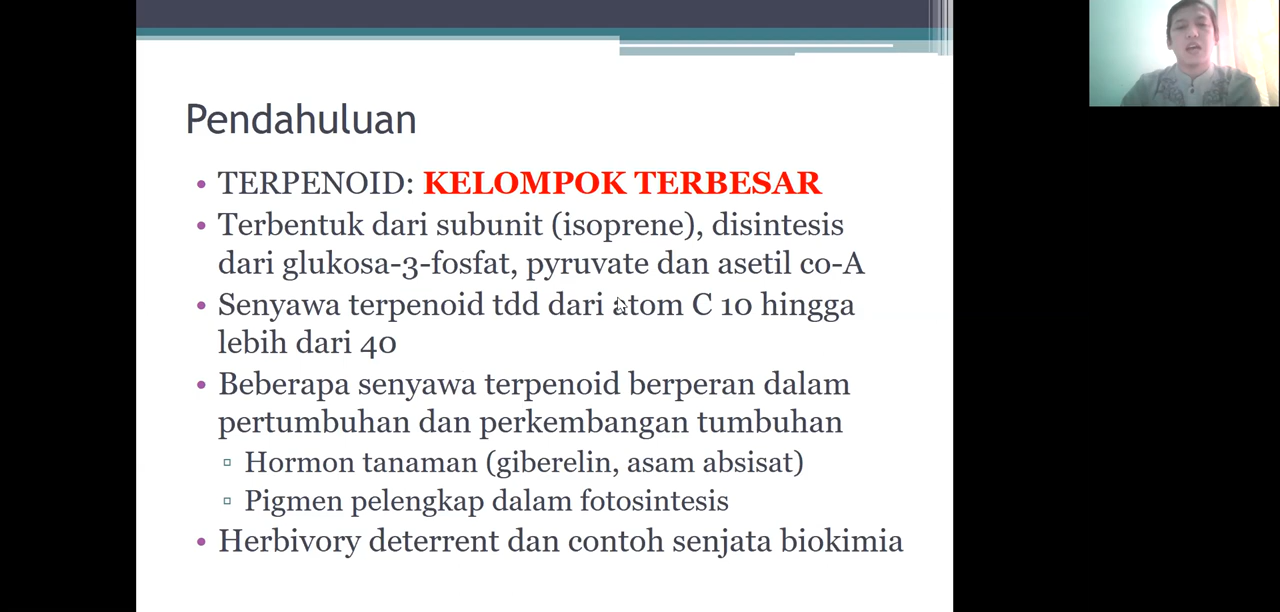 Pendahuluan
• TERPENOID: KELOMPOK TERBESAR
• Terbentuk dari subunit (isoprene), disintesis
dari glukosa-3-fosfat, pyruvate dan asetil co-A
• Senyawa terpenoid tdd dari atom C 10 hingga
lebih dari 40
• Beberapa senyawa terpenoid berperan dalam
pertumbuhan dan perkembangan tumbuhan
▫ Hormon tanaman (giberelin, asam absisat)
▫ Pigmen pelengkap dalam fotosintesis
• Herbivory deterrent dan contoh senjata biokimia